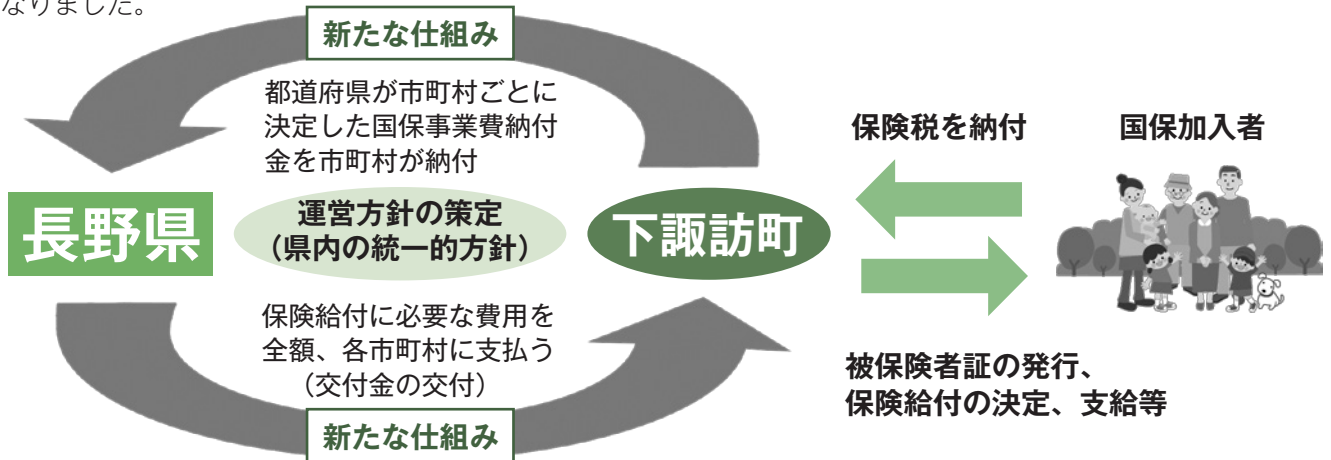 なりました。
新たな仕組み
都道府県が市町村ごとに
決定した国保事業費納付
金を市町村が納付
長野県
運営方針の策定
（県内の統一的方針）
下諏訪町
保険給付に必要な費用を
全額、各市町村に支払う
（交付金の交付）
新たな仕組み
保険税を納付
国保加入者
被保険者証の発行、
保険給付の決定、支給等